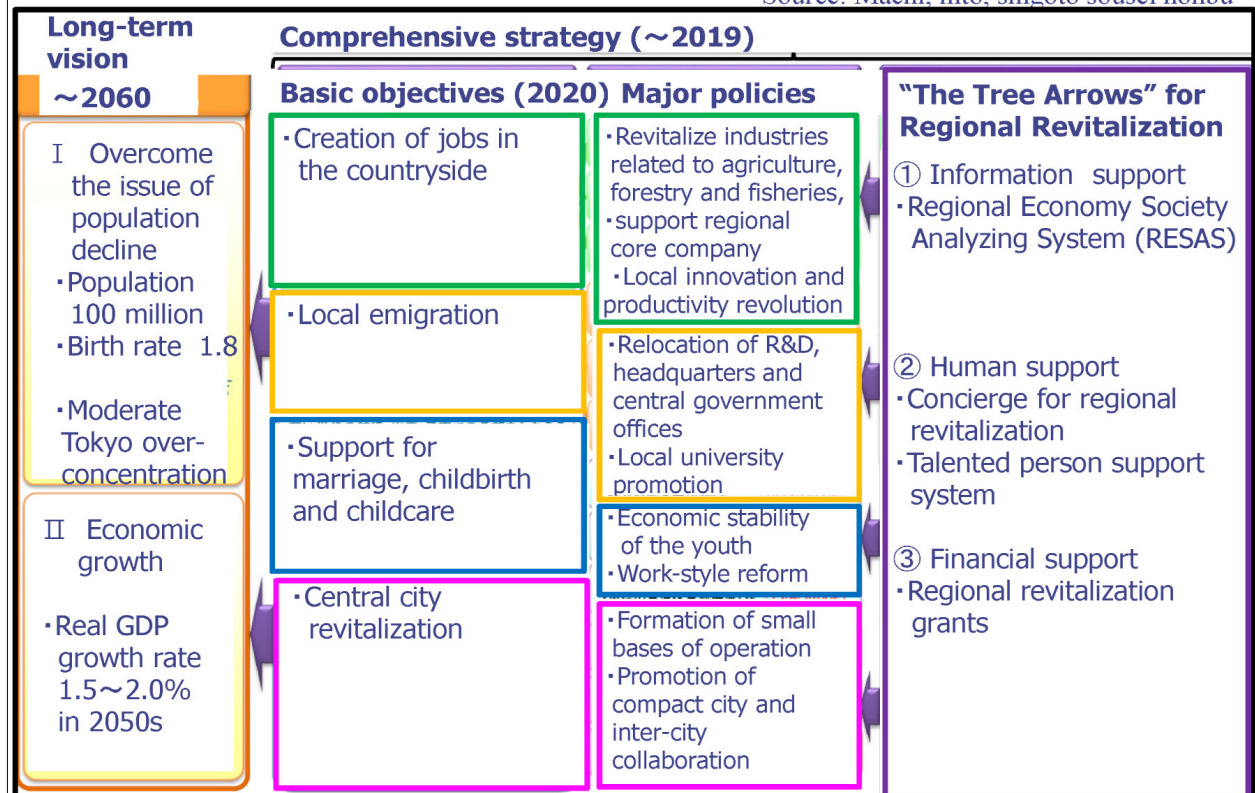 Source: Machi, hito, shigoto sousei honbu
Long-term
vision
～2060
Comprehensive strategy (～2019)
Basic objectives (2020)
Major policies
"The Tree Arrows" for
Regional Revitalization
Ⅰ Overcome
the issue of
population
decline
・Population
100 million
・Birth rate 1.8
・Moderate
Tokyo over-
concentration
Ⅱ Economic
growth
・Real GDP
growth rate
1.5～2.0%
in 2050s
・Creation of jobs in
the countryside
・Local emigration
・Support for
marriage, childbirth
and childcare
・Central city
revitalization
・Revitalize industries
related to agriculture,
forestry and fisheries,
・support regional
core company
・Local innovation and
productivity revolution
・Relocation of R&D,
headquarters and
central government
offices
・Local university
promotion
・Economic stability
of the youth
・Work-style reform
・Formation of small
bases of operation
・Promotion of
compact city and
inter-city
collaboration
① Information support
・Regional Economy Society
Analyzing System (RESAS)
② Human support
・Concierge for regional
revitalization
・Talented person support
system
③ Financial support
・Regional revitalization
grants